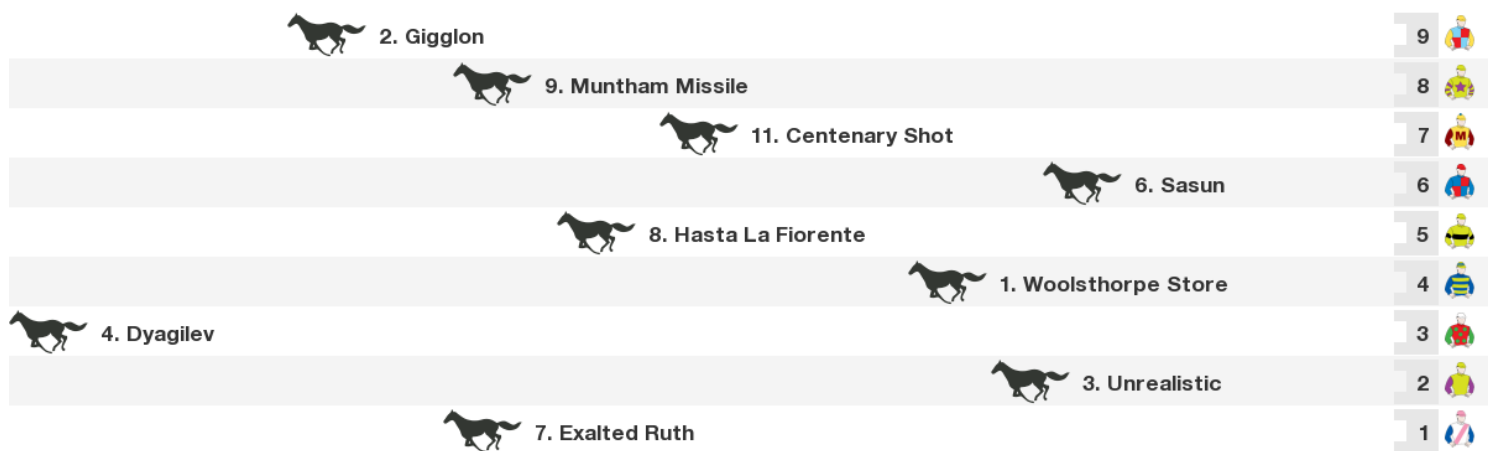 2. Gigglon 9
9. Muntham Missile 8
11. Centenary Shot 7 M
6. Sasun 6
8. Hasta La Fiorente 5
1. Woolsthorpe Store 4
4. Dyagilev 3
3. Unrealistic 2
7. Exalted Ruth 1